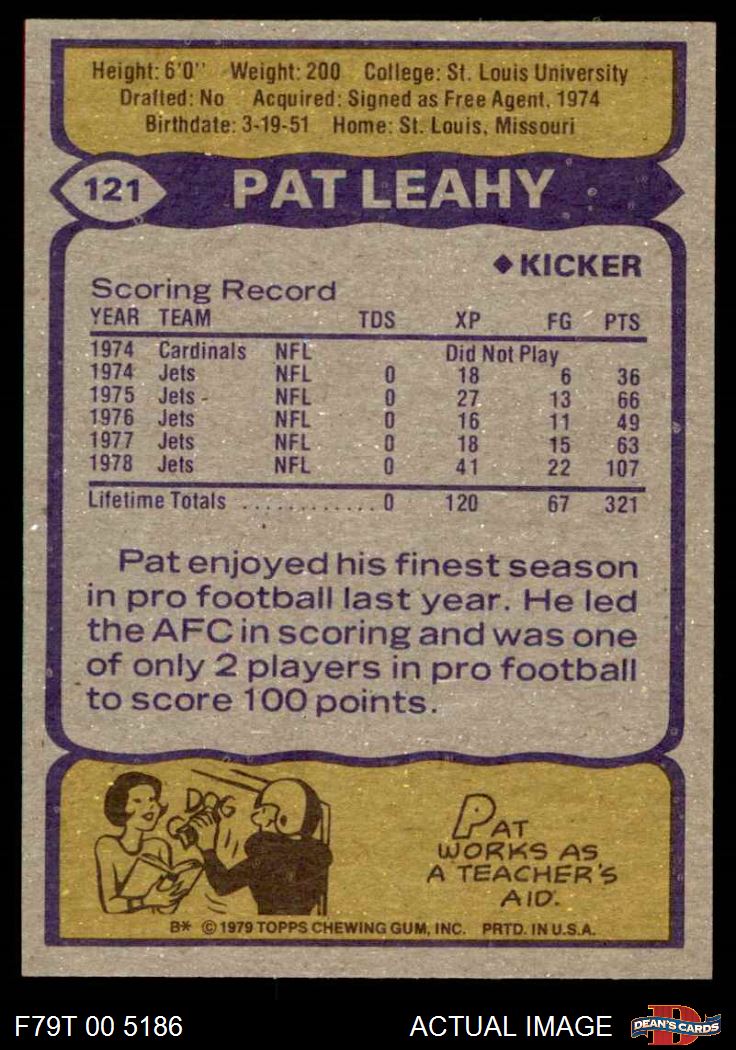 Height: 6'0" Weight: 200 College: St. Louis University
Drafted: No Acquired: Signed as Free Agent, 1974
Birthdate: 3-19-51 Home: St. Louis, Missouri
121 PAT LEAHY
◆ KICKER
Scoring Record
YEAR TEAM TDS XP FG PTS
1974 Cardinals NFL Did Not Play
1974 Jets NFL 0 18 6 36
1975 Jets NFL 0 27 13 66
1976 Jets NFL 0 16 11 49
1977 Jets NFL 0 18 15 63
1978 Jets NFL 0 41 22 107
Lifetime Totals ............ 0 120 67 321
Pat enjoyed his finest season
in pro football last year. He led
the AFC in scoring and was one
of only 2 players in pro football
to score 100 points.
DOG
PAT
WORKS AS
A TEACHER'S
AID.
B* © 1979 TOPPS CHEWING GUM, INC. PRTD. IN U.S.A.
F79T 00 5186 ACTUAL IMAGE D DEAN'S CARDS